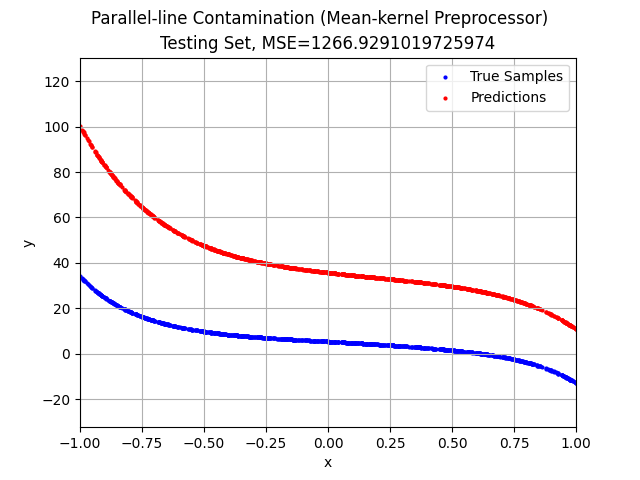 Parallel-line Contamination (Mean-kernel Preprocessor)
Testing Set, MSE=1266.9291019725974
True Samples
Predictions
y
120
100
80
60
40
20
0
−20
−1.00 −0.75 −0.50 −0.25 0.00 0.25 0.50 0.75 1.00
x